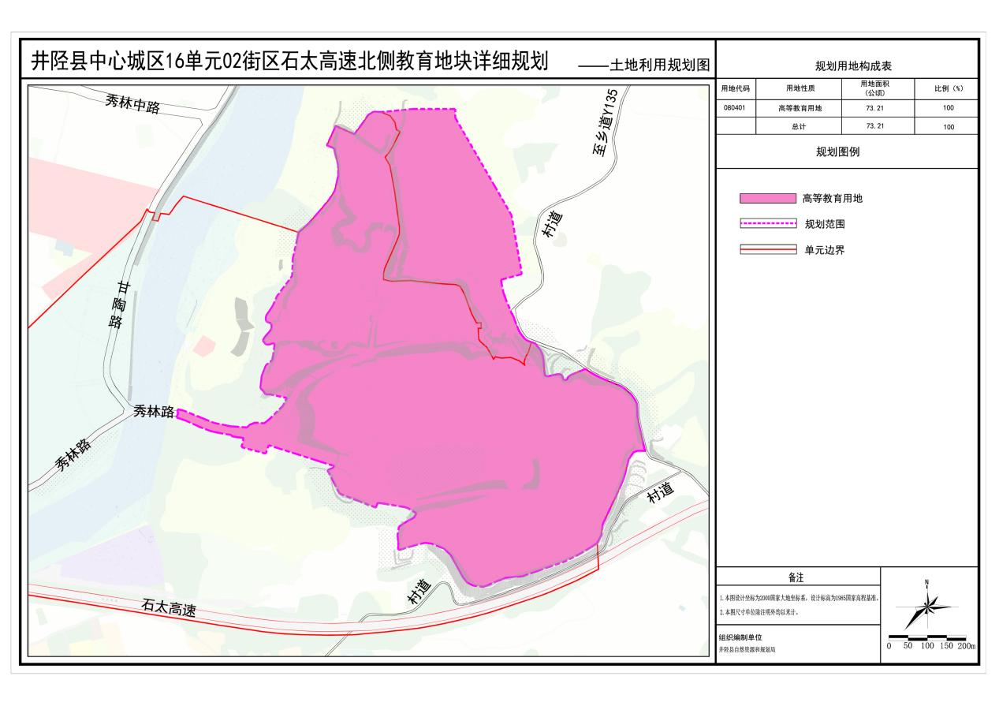 井陉县中心城区16单元02街区石太高速北侧教育地块详细规划
——土地利用规划图
规划用地构成表
用地代码 用地性质 用地面积(公顷) 比例（%）
080401 高等教育用地 73.21 100
总计 73.21 100
规划图例
高等教育用地
规划范围
单元边界
秀林中路
至乡道Y135
村道
甘陶路
秀林路
秀林路
村道
村道
石太高速
备注
1.本图设计坐标为2000国家大地坐标系，设计标高为1985国家高程基准。
2.本图尺寸单位除注明外均以米计。
组织编制单位
井陉县自然资源和规划局
N
0 50 100 150 200m